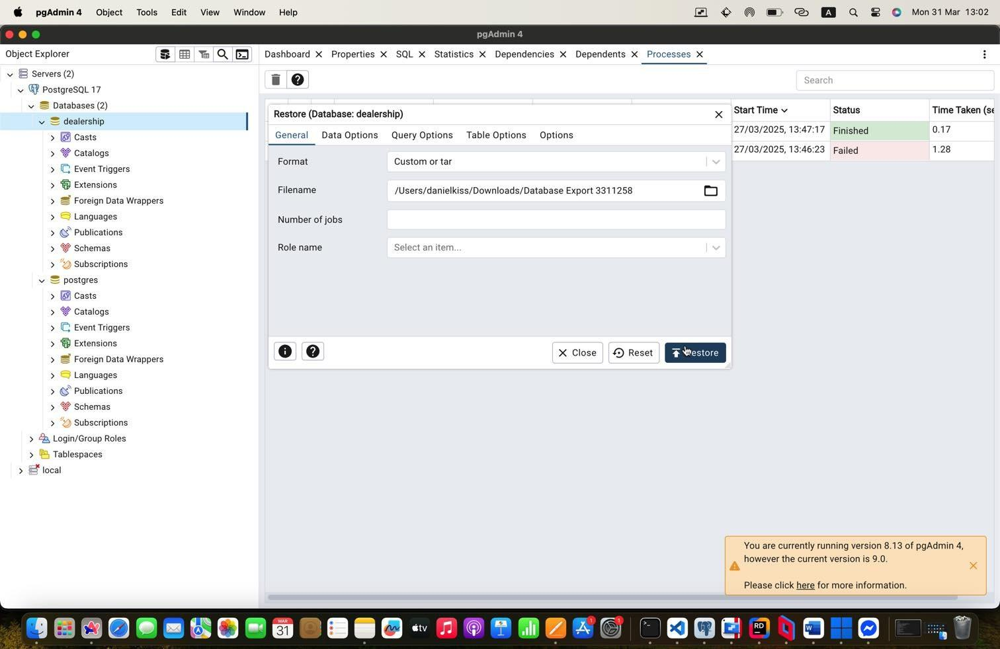 pgAdmin 4 Object Tools Edit View Window Help A Mon 31 Mar 13:02
pgAdmin 4
Object Explorer
Dashboard Properties SQL Statistics Dependencies Dependents Processes
Search
Servers (2)
PostgreSQL 17
Databases (2)
dealership
Casts
Catalogs
Event Triggers
Extensions
Foreign Data Wrappers
Languages
Publications
Schemas
Subscriptions
postgres
Casts
Catalogs
Event Triggers
Extensions
Foreign Data Wrappers
Languages
Publications
Schemas
Subscriptions
Login/Group Roles
Tablespaces
local
Start Time Status Time Taken (se
27/03/2025, 13:47:17 Finished 0.17
27/03/2025, 13:46:23 Failed 1.28
Restore (Database: dealership)
General Data Options Query Options Table Options Options
Format Custom or tar
Filename /Users/danielkiss/Downloads/Database Export 3311258
Number of jobs
Role name Select an item...
Close Reset Restore
You are currently running version 8.13 of pgAdmin 4,
however the current version is 9.0.
Please click here for more information.
MAR
31
tv
1
1
RD
W